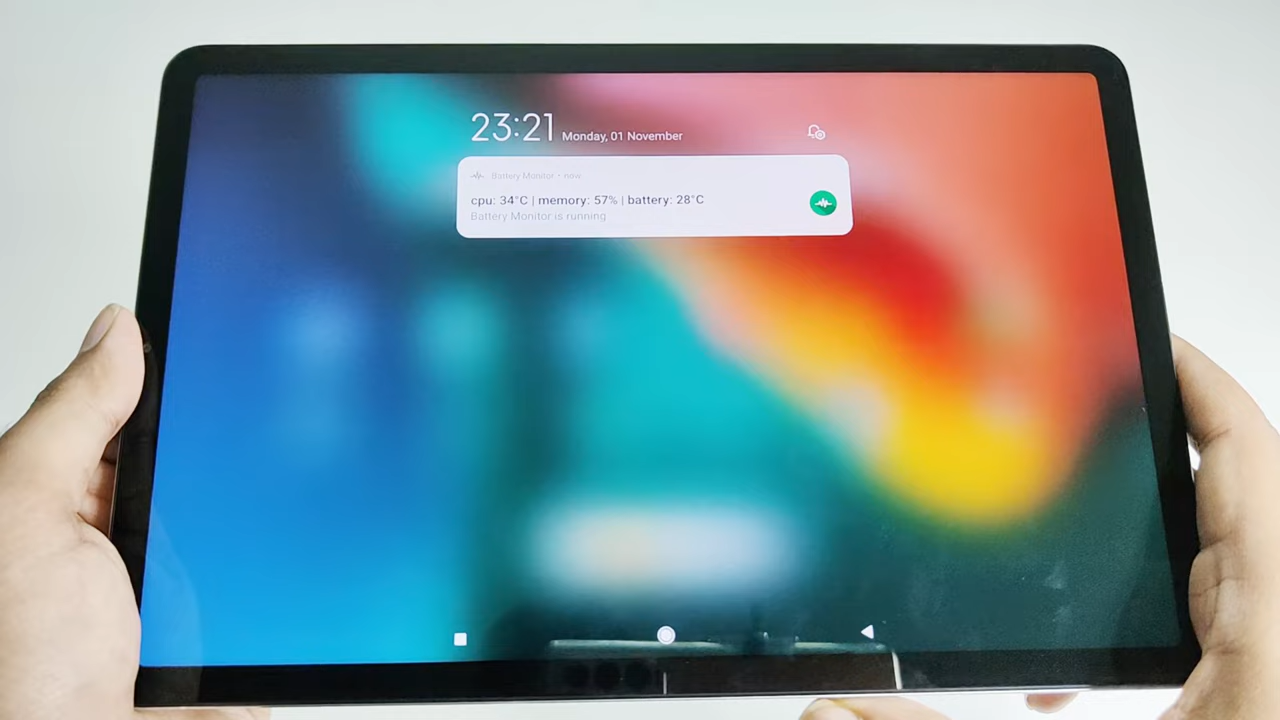 23:21 Monday, 01 November
Battery Monitor • now
cpu: 34°C | memory: 57% | battery: 28°C
Battery Monitor is running